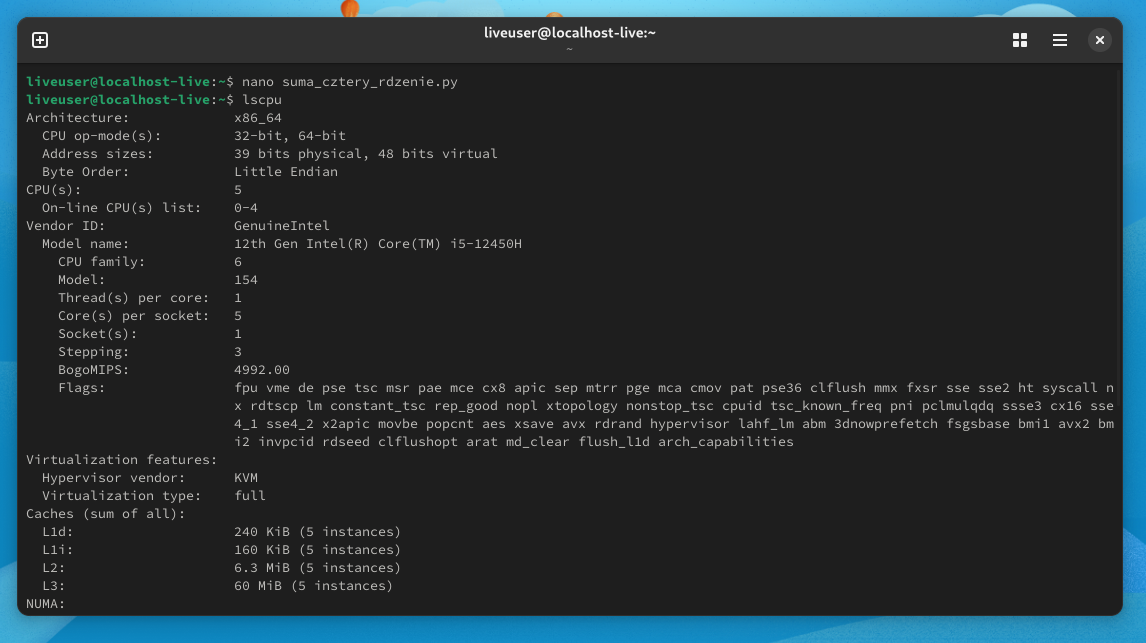 liveuser@localhost-live:~
~
liveuser@localhost-live:~$ nano suma_cztery_rdzenie.py
liveuser@localhost-live:~$ lscpu
Architecture:             x86_64
  CPU op-mode(s):         32-bit, 64-bit
  Address sizes:          39 bits physical, 48 bits virtual
  Byte Order:             Little Endian
CPU(s):                   5
  On-line CPU(s) list:    0-4
Vendor ID:                GenuineIntel
  Model name:             12th Gen Intel(R) Core(TM) i5-12450H
    CPU family:           6
    Model:                154
    Thread(s) per core:   1
    Core(s) per socket:   5
    Socket(s):            1
    Stepping:             3
    BogoMIPS:             4992.00
    Flags:                fpu vme de pse tsc msr pae mce cx8 apic sep mtrr pge mca cmov pat pse36 clflush mmx fxsr sse sse2 ht syscall n
                          x rdtscp lm constant_tsc rep_good nopl xtopology nonstop_tsc cpuid tsc_known_freq pni pclmulqdq ssse3 cx16 sse
                          4_1 sse4_2 x2apic movbe popcnt aes xsave avx rdrand hypervisor lahf_lm abm 3dnowprefetch fsgsbase bmi1 avx2 bm
                          i2 invpcid rdseed clflushopt arat md_clear flush_l1d arch_capabilities
Virtualization features:
  Hypervisor vendor:      KVM
  Virtualization type:    full
Caches (sum of all):
  L1d:                    240 KiB (5 instances)
  L1i:                    160 KiB (5 instances)
  L2:                     6.3 MiB (5 instances)
  L3:                     60 MiB (5 instances)
NUMA: